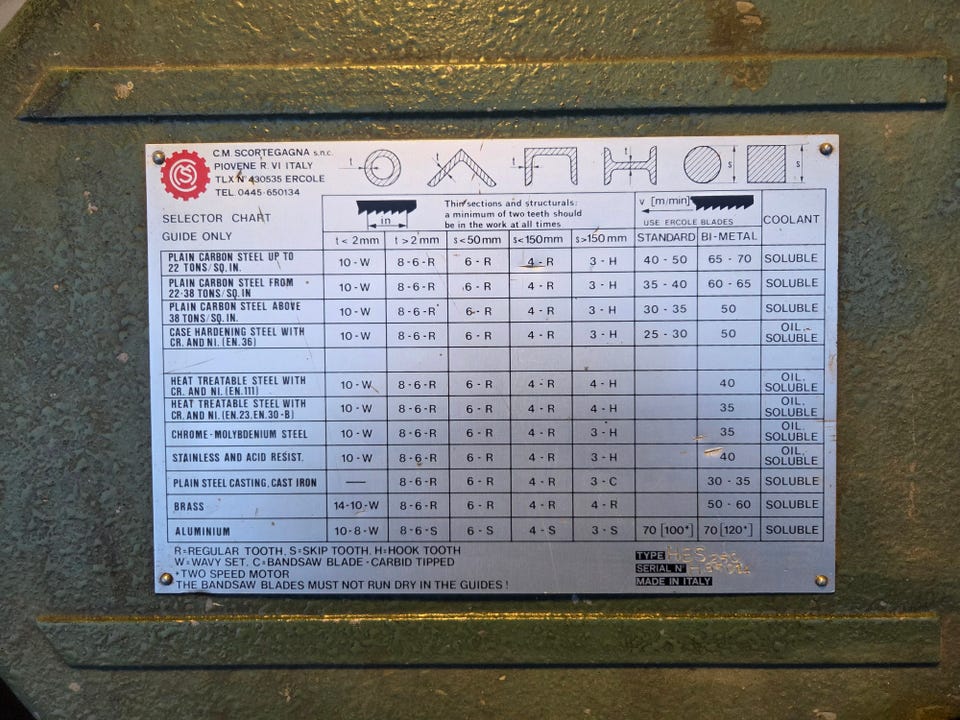 C.M. SCORTEGAGNA s.n.c.
PIOVENE R. VI ITALY
TLX N° 430535 ERCOLE
TEL. 0445-650134
t t t t s s
SELECTOR CHART
GUIDE ONLY
in
Thin sections and structurals:
a minimum of two teeth should
be in the work at all times
v [m/min]
USE ERCOLE BLADES
COOLANT
t < 2mm t > 2 mm s < 50mm s < 150mm s > 150 mm STANDARD BI-METAL
PLAIN CARBON STEEL UP TO
22 TONS/SQ. IN. 10 - W 8 - 6 - R 6 - R 4 - R 3 - H 40 - 50 65 - 70 SOLUBLE
PLAIN CARBON STEEL FROM
22-38 TONS/SQ. IN 10 - W 8 - 6 - R 6 - R 4 - R 3 - H 35 - 40 60 - 65 SOLUBLE
PLAIN CARBON STEEL ABOVE
38 TONS/SQ. IN. 10 - W 8 - 6 - R 6 - R 4 - R 3 - H 30 - 35 50 SOLUBLE
CASE HARDENING STEEL WITH
CR. AND NI. (EN.36) 10 - W 8 - 6 - R 6 - R 4 - R 3 - H 25 - 30 50 OIL. SOLUBLE
HEAT TREATABLE STEEL WITH
CR. AND NI. (EN.111) 10 - W 8 - 6 - R 6 - R 4 - R 4 - H 40 OIL. SOLUBLE
HEAT TREATABLE STEEL WITH
CR. AND NI. (EN.23.EN.30-B) 10 - W 8 - 6 - R 6 - R 4 - R 4 - H 35 OIL. SOLUBLE
CHROME-MOLYBDENIUM STEEL 10 - W 8 - 6 - R 6 - R 4 - R 3 - H 35 OIL. SOLUBLE
STAINLESS AND ACID RESIST. 10 - W 8 - 6 - R 6 - R 4 - R 3 - H 40 OIL. SOLUBLE
PLAIN STEEL CASTING, CAST IRON — 8 - 6 - R 6 - R 4 - R 3 - C 30 - 35 SOLUBLE
BRASS 14-10-W 8 - 6 - R 6 - R 4 - R 4 - R 50 - 60 SOLUBLE
ALUMINIUM 10-8-W 8 - 6 - S 6 - S 4 - S 3 - S 70 [100*] 70 [120*] SOLUBLE
R=REGULAR TOOTH. S=SKIP TOOTH. H=HOOK TOOTH
W=WAVY SET. C=BANDSAW BLADE - CARBID TIPPED
*TWO SPEED MOTOR
THE BANDSAW BLADES MUST NOT RUN DRY IN THE GUIDES !
TYPE HES
SERIAL N°
MADE IN ITALY